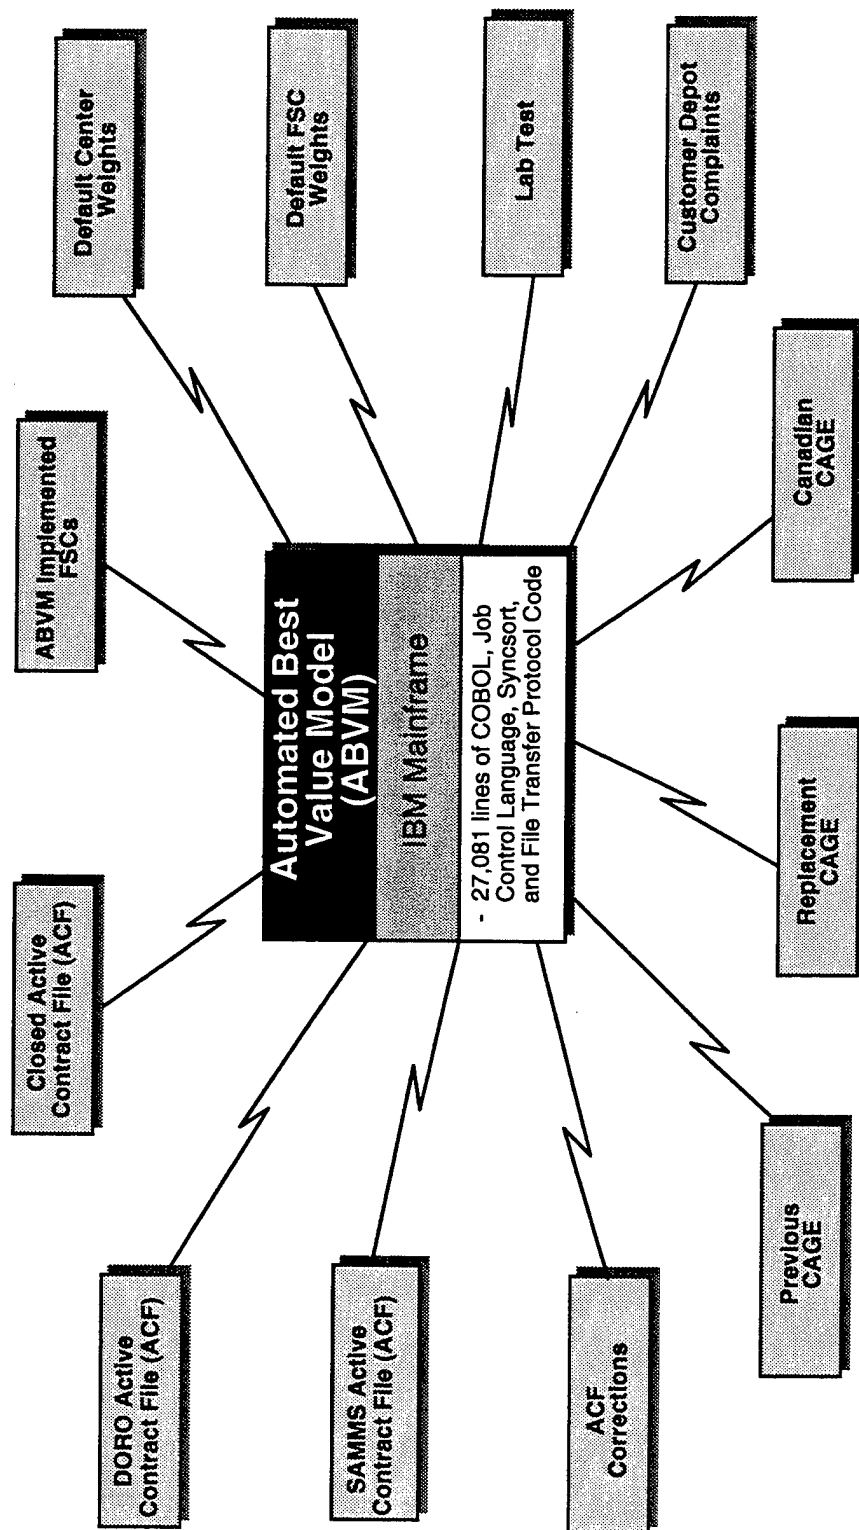 Closed Active
Contract File (ACF)
ABVM Implemented
FSCs
DORO Active
Contract File (ACF)
Default Center
Weights
SAMMS Active
Contract File (ACF)
Automated Best
Value Model
(ABVM)
IBM Mainframe
- 27,081 lines of COBOL, Job
Control Language, Syncsort,
and File Transfer Protocol Code
Default FSC
Weights
ACF
Corrections
Lab Test
Previous
CAGE
Replacement
CAGE
Canadian
CAGE
Customer Depot
Complaints